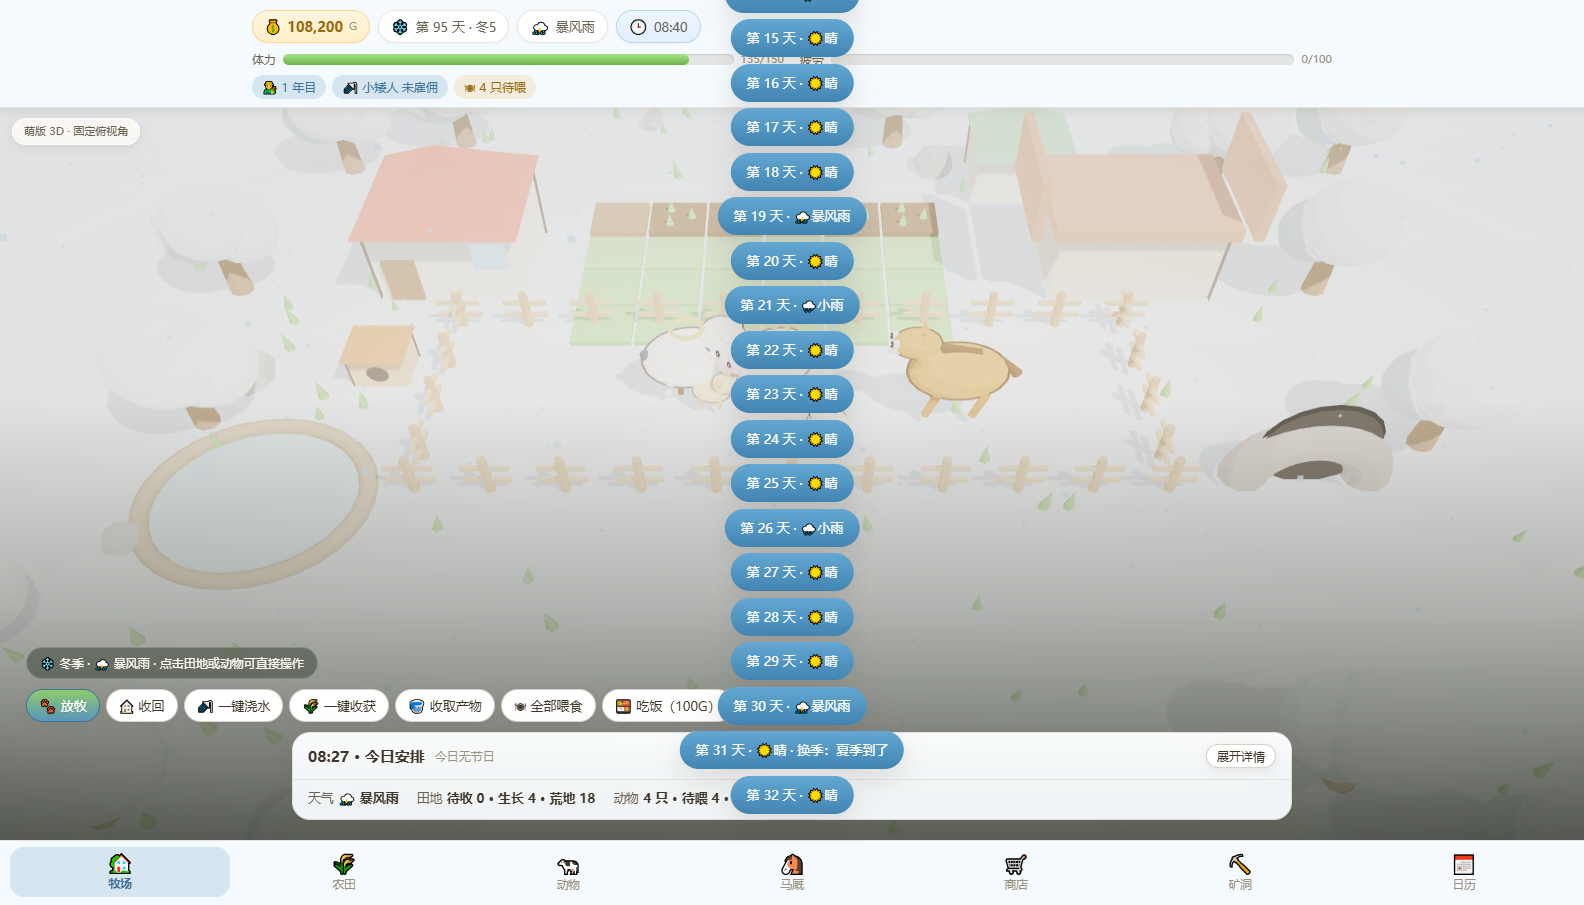 108,200 G
第 95 天 · 冬5
暴风雨
08:40
体力
135/150
疲劳
0/100
1 年目
小矮人 未雇佣
4 只待喂
萌版 3D · 固定俯视角
第 15 天 · 晴
第 16 天 · 晴
第 17 天 · 晴
第 18 天 · 晴
第 19 天 · 暴风雨
第 20 天 · 晴
第 21 天 · 小雨
第 22 天 · 晴
第 23 天 · 晴
第 24 天 · 晴
第 25 天 · 晴
第 26 天 · 小雨
第 27 天 · 晴
第 28 天 · 晴
第 29 天 · 晴
第 30 天 · 暴风雨
第 31 天 · 晴 · 换季：夏季到了
第 32 天 · 晴
冬季 · 暴风雨 · 点击田地或动物可直接操作
放牧
收回
一键浇水
一键收获
收取产物
全部喂食
吃饭（100G）
08:27 • 今日安排 今日无节日
展开详情
天气 暴风雨 田地 待收 0 • 生长 4 • 荒地 18 动物 4 只 • 待喂 4 •
牧场
农田
动物
马厩
商店
矿洞
日历